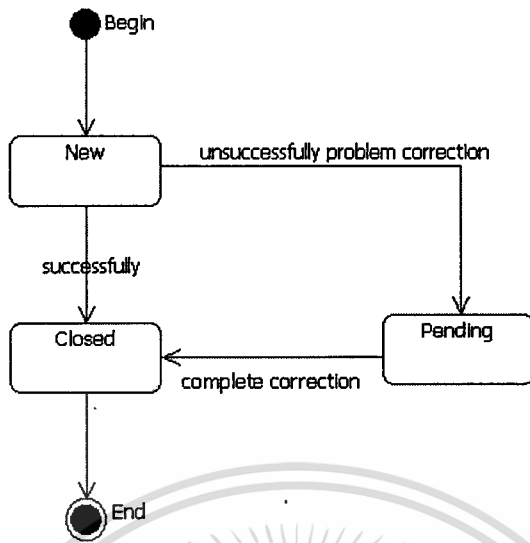 Begin
New
unsuccessfully problem correction
successfully
Closed
Pending
complete correction
End